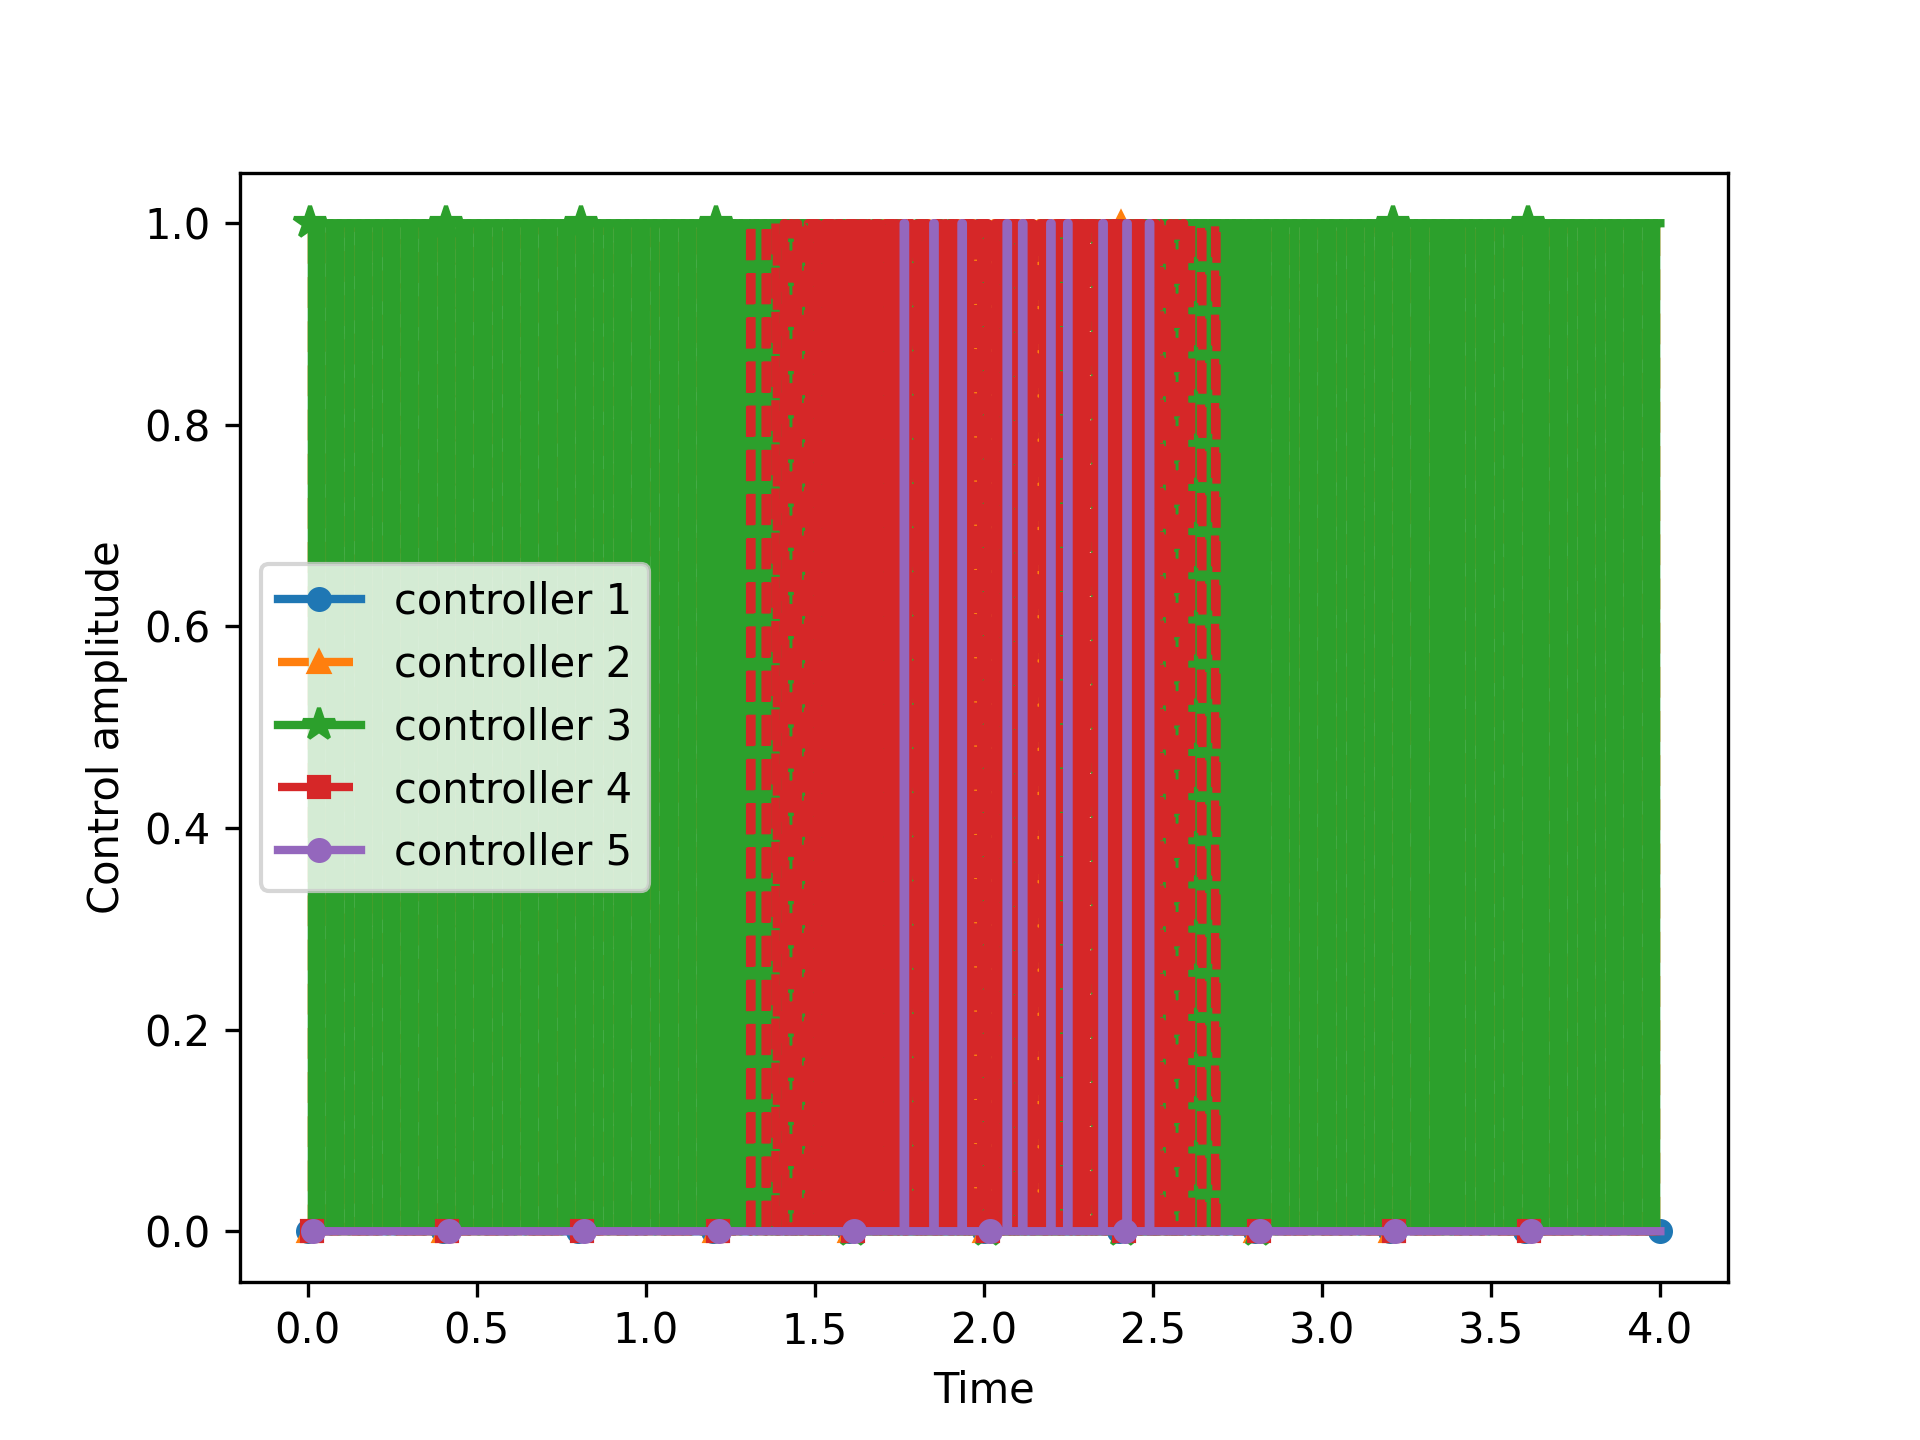 1.0
0.8
0.6
0.4
0.2
0.0
Control amplitude
controller 1
controller 2
controller 3
controller 4
controller 5
0.0 0.5 1.0 1.5 2.0 2.5 3.0 3.5 4.0
Time